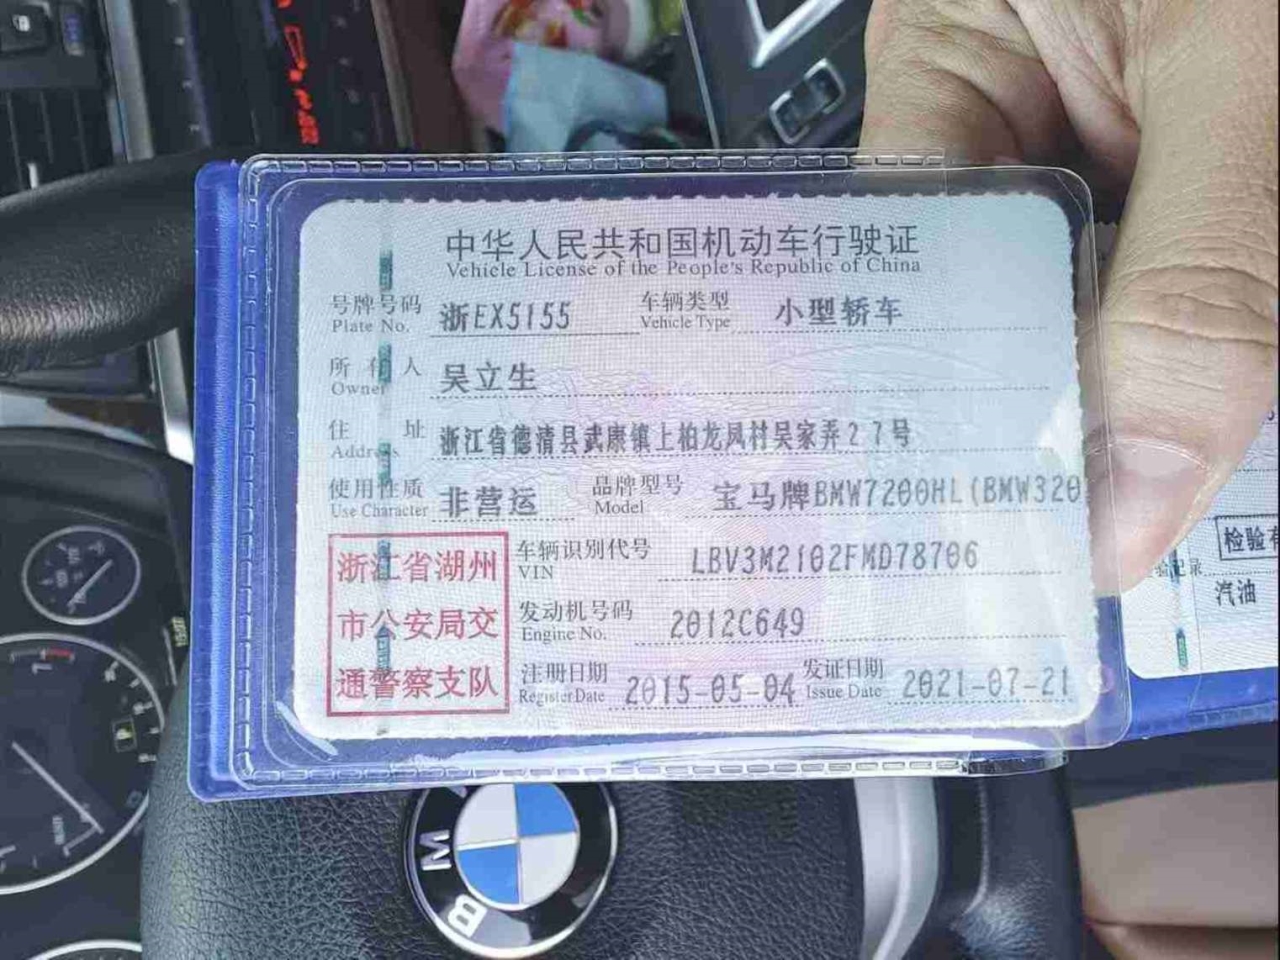 中华人民共和国机动车行驶证
Vehicle License of the People's Republic of China
号牌号码 浙EX5155 车辆类型 小型轿车
Plate No. Vehicle Type
所有人 吴立生
Owner
住址 浙江省德清县武康镇上柏龙凤村吴家弄27号
Address
使用性质 非营运 品牌型号 宝马牌BMW7200HL(BMW320
Use Character Model
浙江省湖州
市公安局交
通警察支队
车辆识别代号 LBV3M2102FMD78706
VIN
发动机号码 2012C649
Engine No.
注册日期 2015-05-04 发证日期 2021-07-21
Register Date Issue Date
检验有
验记录
汽油
BM